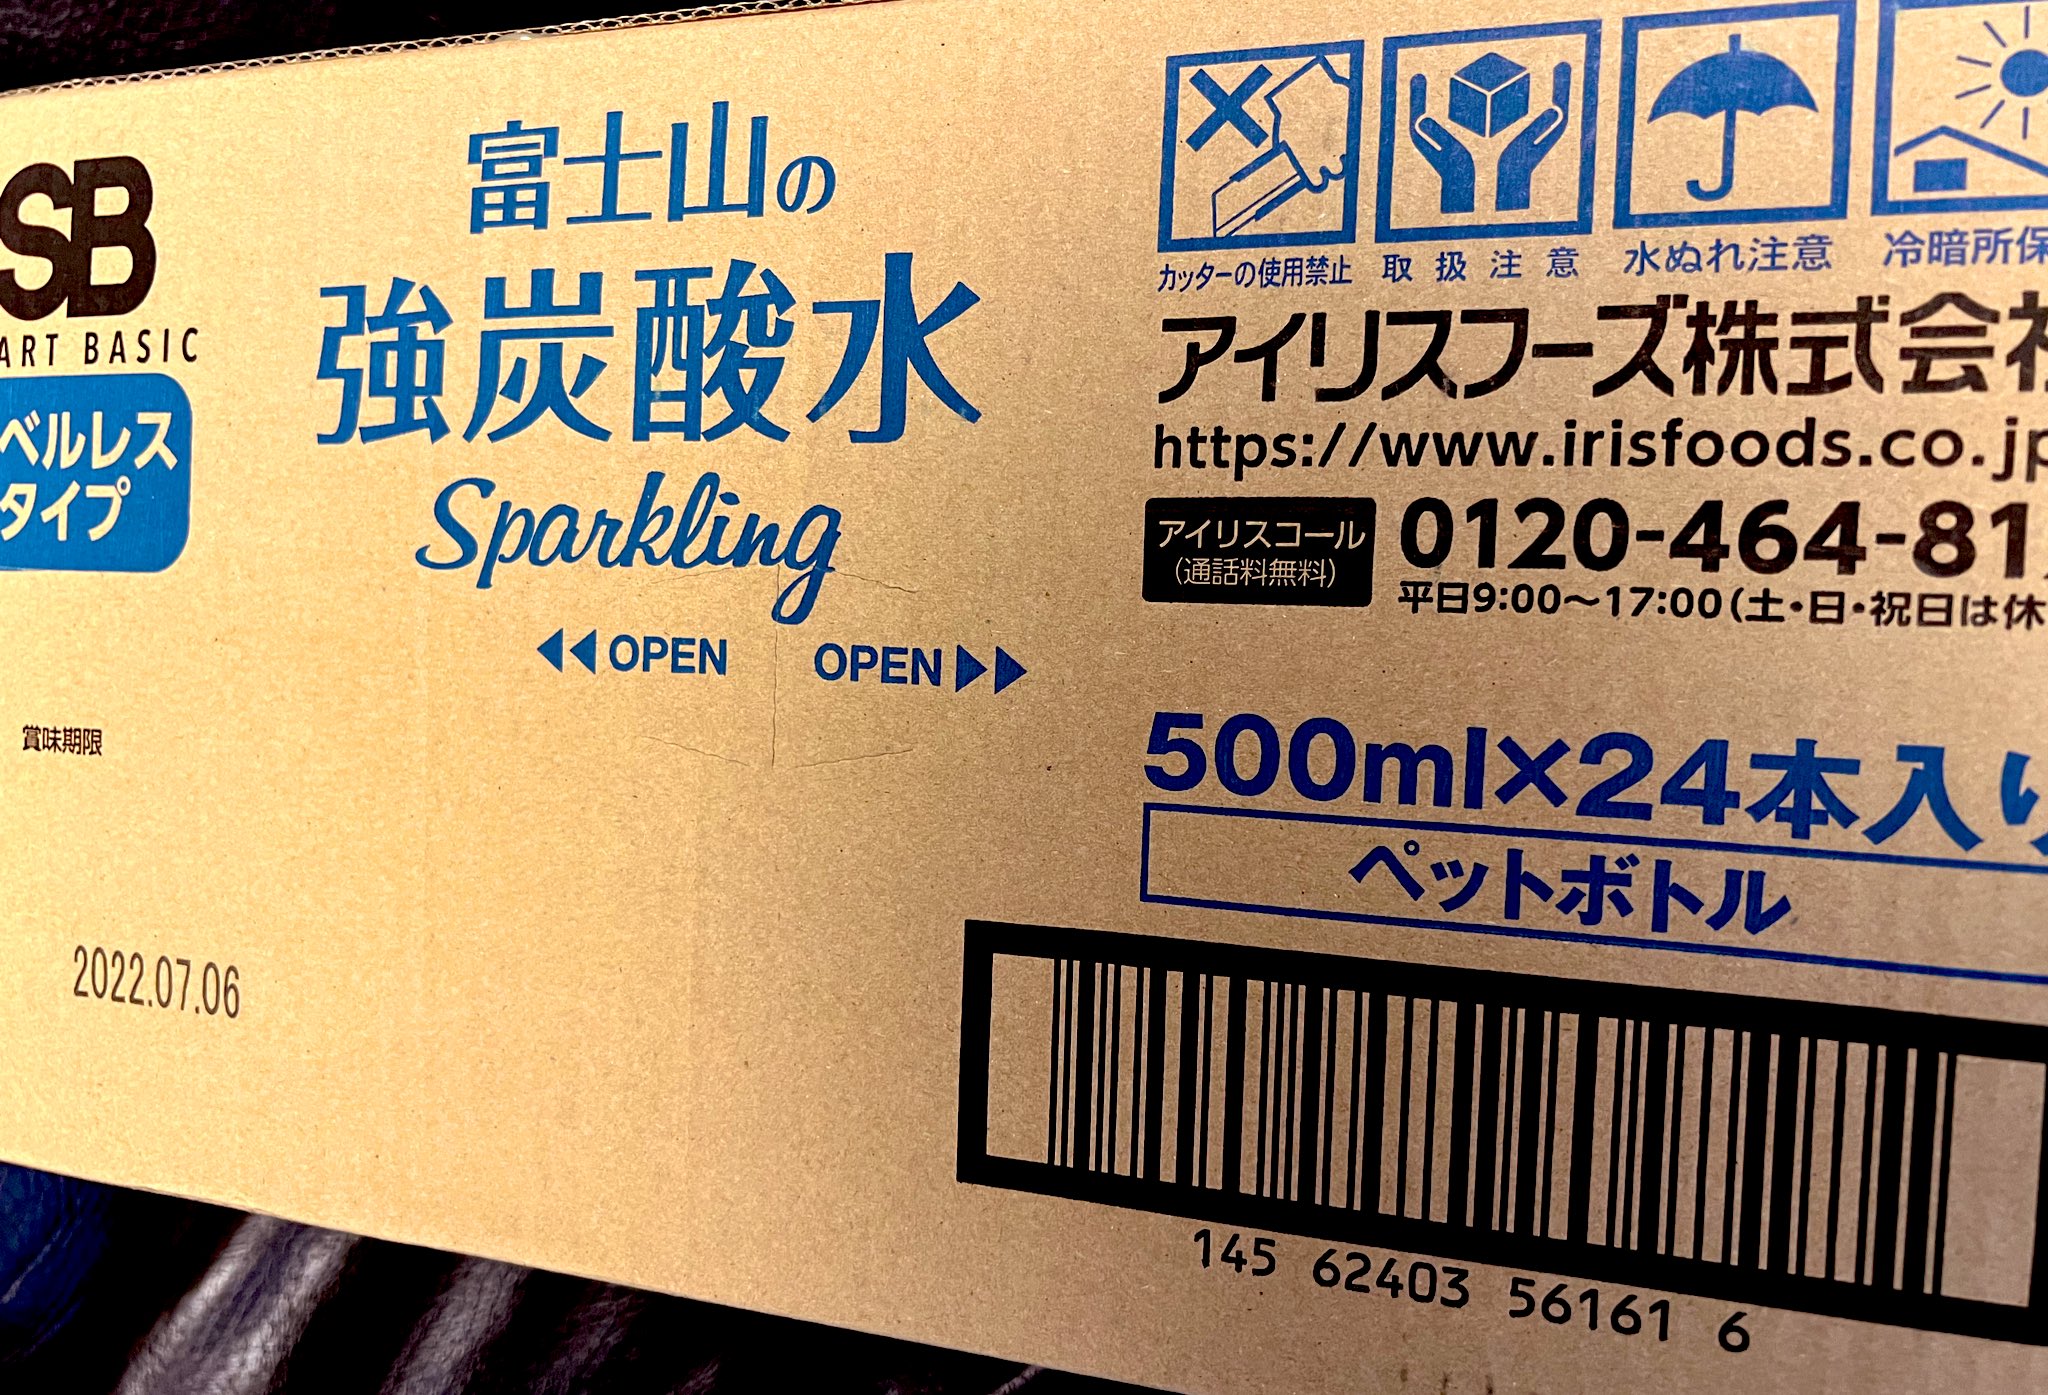 SB
ART BASIC
ベルレス
タイプ
富士山の
強炭酸水
Sparkling
OPEN OPEN
賞味期限
2022.07.06
カッターの使用禁止 取扱注意 水ぬれ注意 冷暗所保
アイリスフーズ株式会社
https://www.irisfoods.co.jp
アイリスコール
(通話料無料)
0120-464-81
平日9:00〜17:00(土・日・祝日は休
500ml×24本入り
ペットボトル
145 62403 56161 6